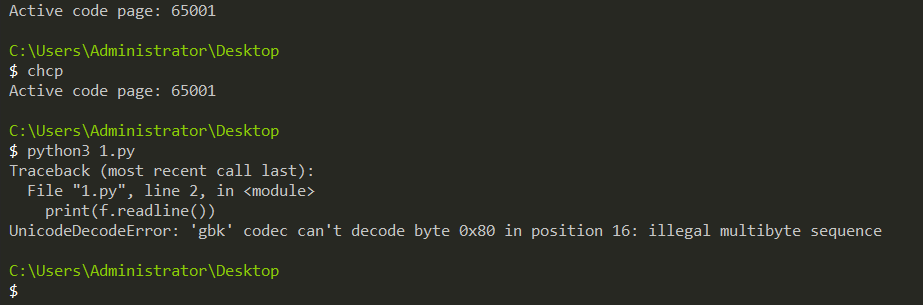 Active code page: 65001
C:\Users\Administrator\Desktop
$ chcp
Active code page: 65001
C:\Users\Administrator\Desktop
$ python3 1.py
Traceback (most recent call last):
  File "1.py", line 2, in <module>
    print(f.readline())
UnicodeDecodeError: 'gbk' codec can't decode byte 0x80 in position 16: illegal multibyte sequence
C:\Users\Administrator\Desktop
$